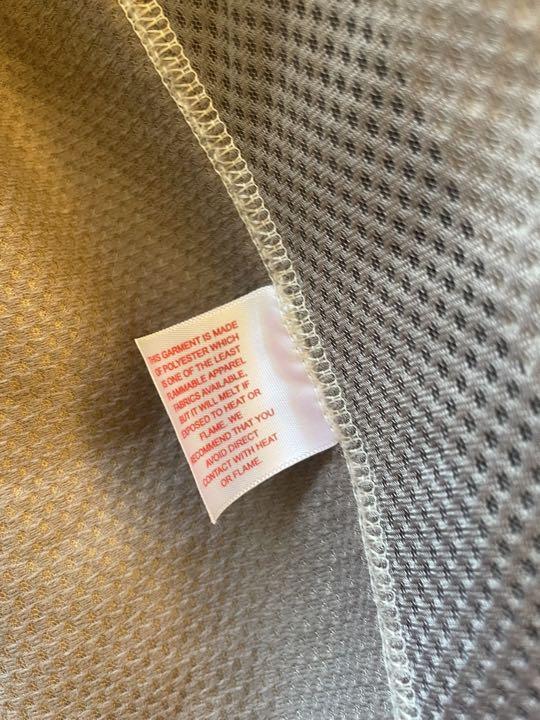 THIS GARMENT IS MADE
OF POLYESTER WHICH
IS ONE OF THE LEAST
FLAMMABLE APPAREL
FABRICS AVAILABLE,
BUT IT WILL MELT IF
EXPOSED TO HEAT OR
FLAME. WE
RECOMMEND THAT YOU
AVOID DIRECT
CONTACT WITH HEAT
OR FLAME.